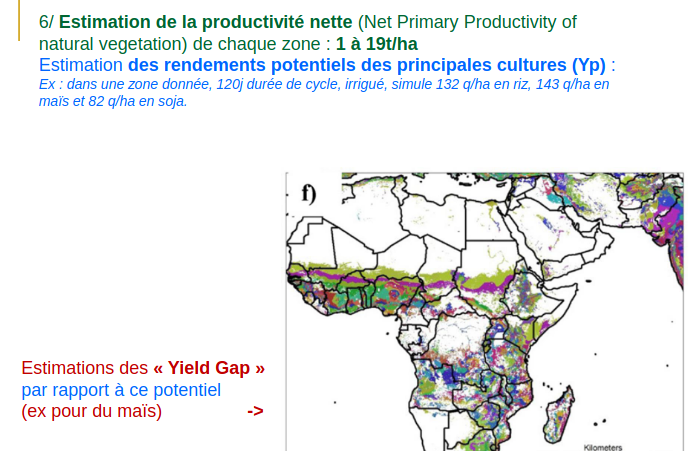 6/ Estimation de la productivité nette (Net Primary Productivity of
natural vegetation) de chaque zone : 1 à 19t/ha
Estimation des rendements potentiels des principales cultures (Yp) :
Ex : dans une zone donnée, 120j durée de cycle, irrigué, simule 132 q/ha en riz, 143 q/ha en
maïs et 82 q/ha en soja.
f)
Estimations des « Yield Gap »
par rapport à ce potentiel
(ex pour du maïs) ->
Kilometers